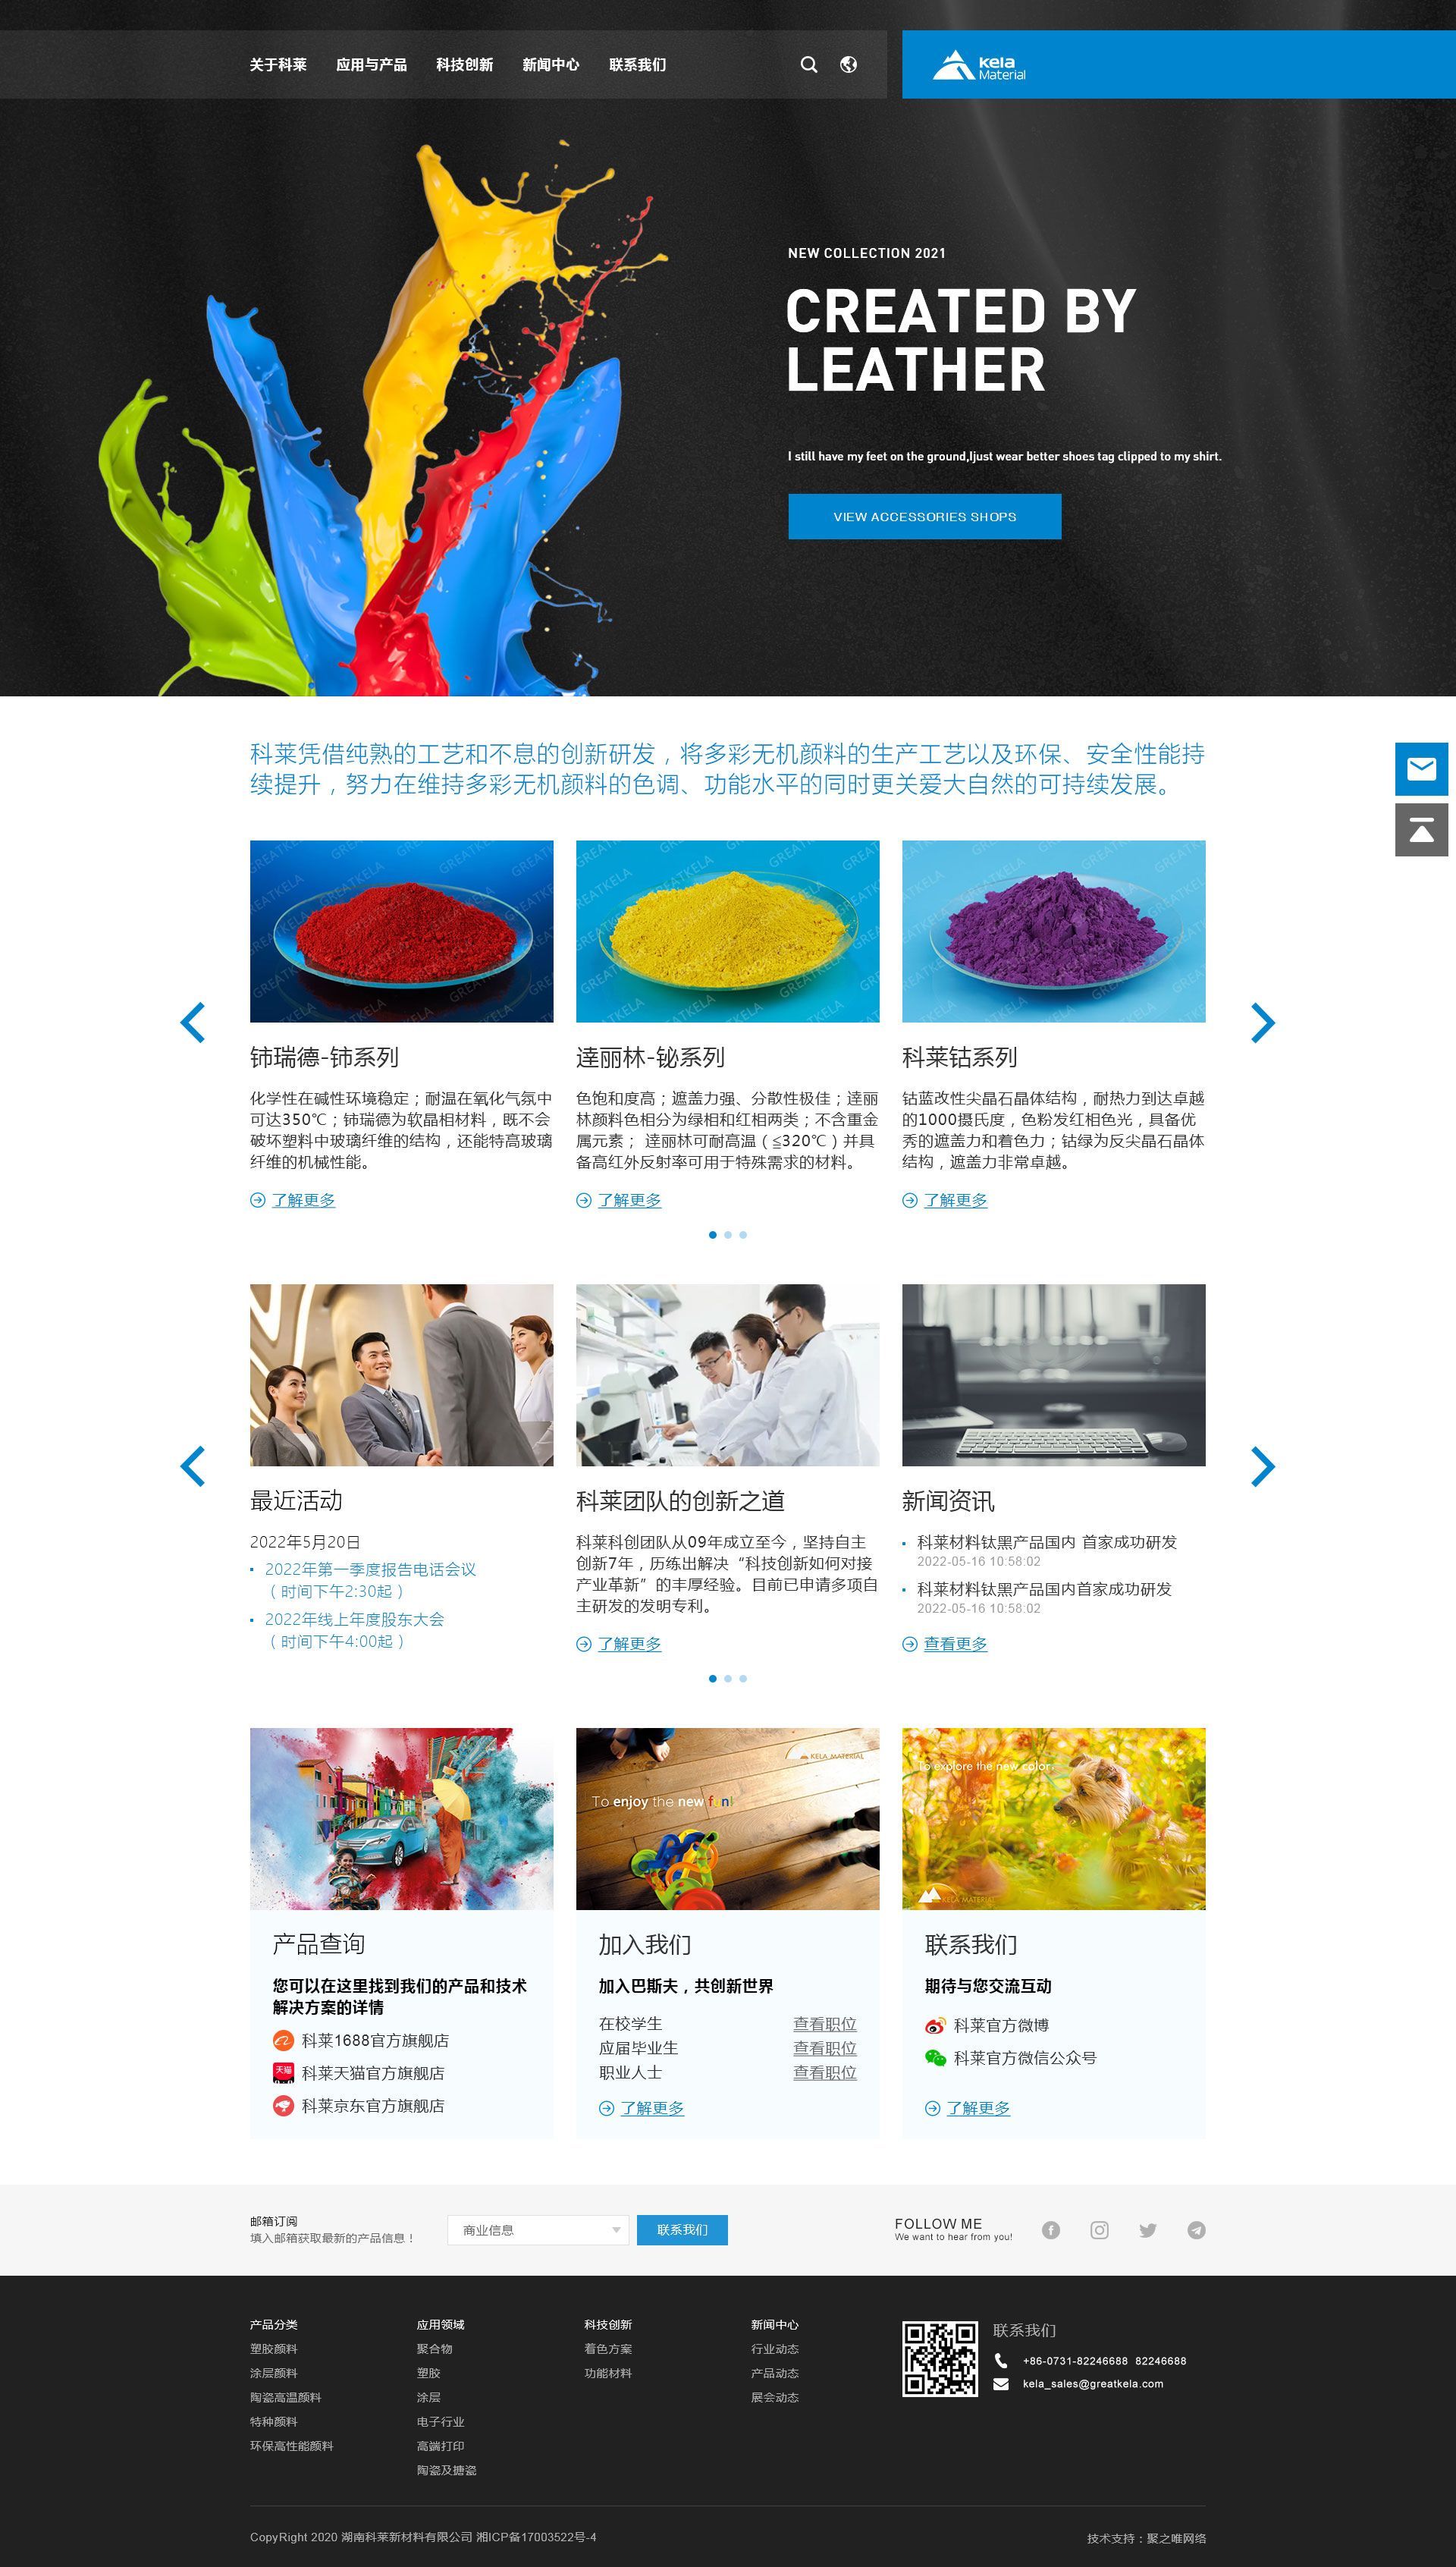 关于科莱
应用与产品
科技创新
新闻中心
联系我们
kela
Material
NEW COLLECTION 2021
CREATED BY
LEATHER
I still have my feet on the ground,Ijust wear better shoes tag clipped to my shirt.
VIEW ACCESSORIES SHOPS
科莱凭借纯熟的工艺和不息的创新研发，将多彩无机颜料的生产工艺以及环保、安全性能持
续提升，努力在维持多彩无机颜料的色调、功能水平的同时更关爱大自然的可持续发展。
GREATKELA
铈瑞德-铈系列
化学性在碱性环境稳定；耐温在氧化气氛中
可达350℃；铈瑞德为软晶相材料，既不会
破坏塑料中玻璃纤维的结构，还能特高玻璃
纤维的机械性能。
了解更多
GREATKELA
逹丽林-铋系列
色饱和度高；遮盖力强、分散性极佳；逹丽
林颜料色相分为绿相和红相两类；不含重金
属元素； 逹丽林可耐高温（≦320℃）并具
备高红外反射率可用于特殊需求的材料。
了解更多
GREATKELA
科莱钴系列
钴蓝改性尖晶石晶体结构，耐热力到达卓越
的1000摄氏度，色粉发红相色光，具备优
秀的遮盖力和着色力；钴绿为反尖晶石晶体
结构，遮盖力非常卓越。
了解更多
最近活动
2022年5月20日
2022年第一季度报告电话会议
（ 时间下午2:30起 ）
2022年线上年度股东大会
（ 时间下午4:00起 ）
科莱团队的创新之道
科莱科创团队从09年成立至今，坚持自主
创新7年，历练出解决“科技创新如何对接
产业革新”的丰厚经验。目前已申请多项自
主研发的发明专利。
了解更多
新闻资讯
科莱材料钛黑产品国内 首家成功研发
2022-05-16 10:58:02
科莱材料钛黑产品国内首家成功研发
2022-05-16 10:58:02
查看更多
产品查询
您可以在这里找到我们的产品和技术
解决方案的详情
科莱1688官方旗舰店
天猫
科莱天猫官方旗舰店
科莱京东官方旗舰店
KELA MATERIAL
To enjoy the new fun!
加入我们
加入巴斯夫，共创新世界
在校学生 查看职位
应届毕业生 查看职位
职业人士 查看职位
了解更多
To explore the new color.
KELA MATERIAL
联系我们
期待与您交流互动
科莱官方微博
科莱官方微信公众号
了解更多
邮箱订阅
填入邮箱获取最新的产品信息！
商业信息
联系我们
FOLLOW ME
We want to hear from you!
产品分类
塑胶颜料
涂层颜料
陶瓷高温颜料
特种颜料
环保高性能颜料
应用领域
聚合物
塑胶
涂层
电子行业
高端打印
陶瓷及搪瓷
科技创新
着色方案
功能材料
新闻中心
行业动态
产品动态
展会动态
联系我们
+86-0731-82246688 82246688
kela_sales@greatkela.com
CopyRight 2020 湖南科莱新材料有限公司 湘ICP备17003522号-4
技术支持：聚之唯网络